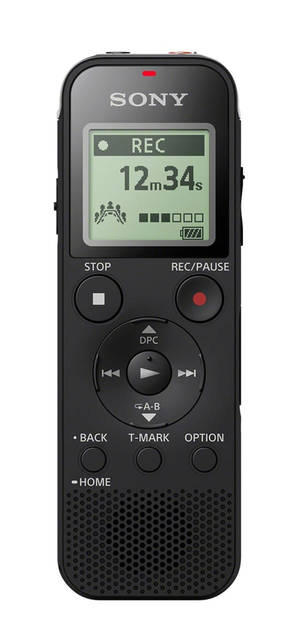 SONY
REC
12m34s
STOP
REC/PAUSE
DPC
A-B
BACK
T-MARK
OPTION
HOME